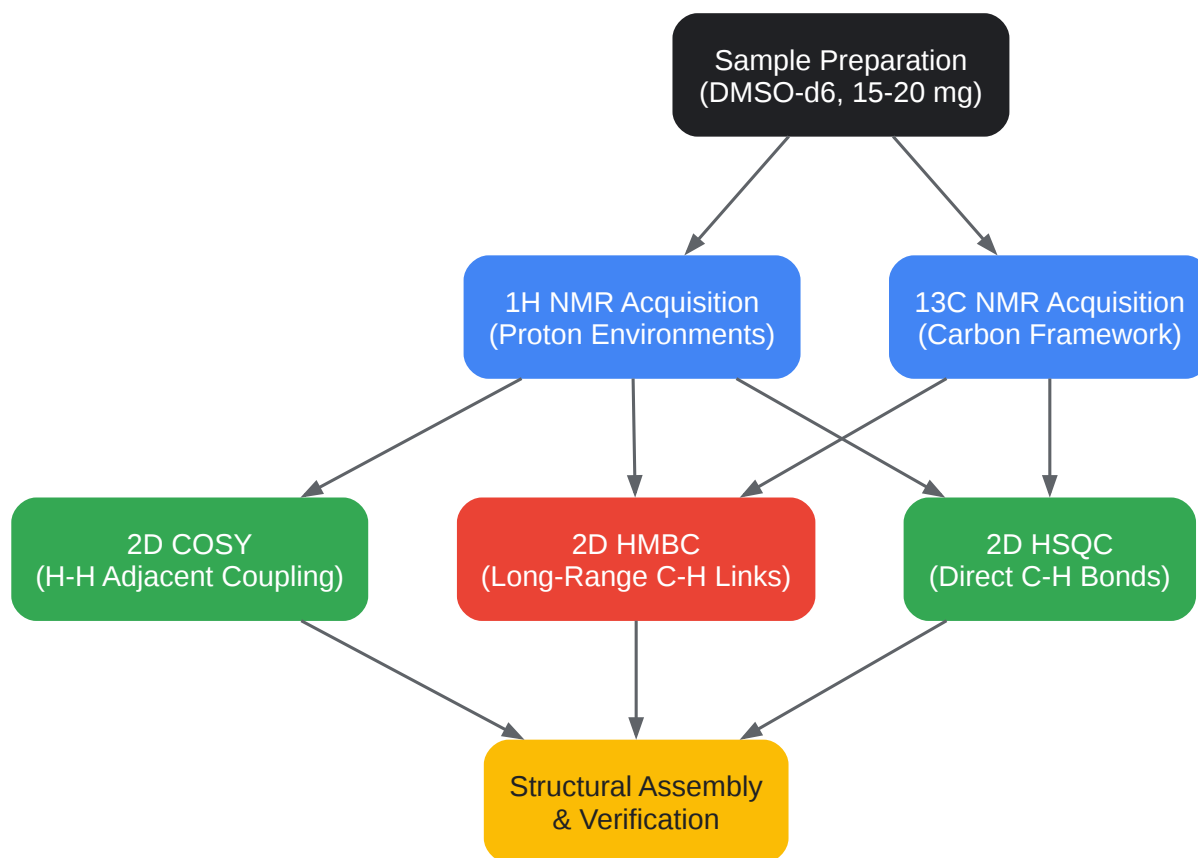 Sample Preparation
(DMSO-d6, 15-20 mg)
1H NMR Acquisition
(Proton Environments)
13C NMR Acquisition
(Carbon Framework)
2D COSY
(H-H Adjacent Coupling)
2D HMBC
(Long-Range C-H Links)
2D HSQC
(Direct C-H Bonds)
Structural Assembly
& Verification